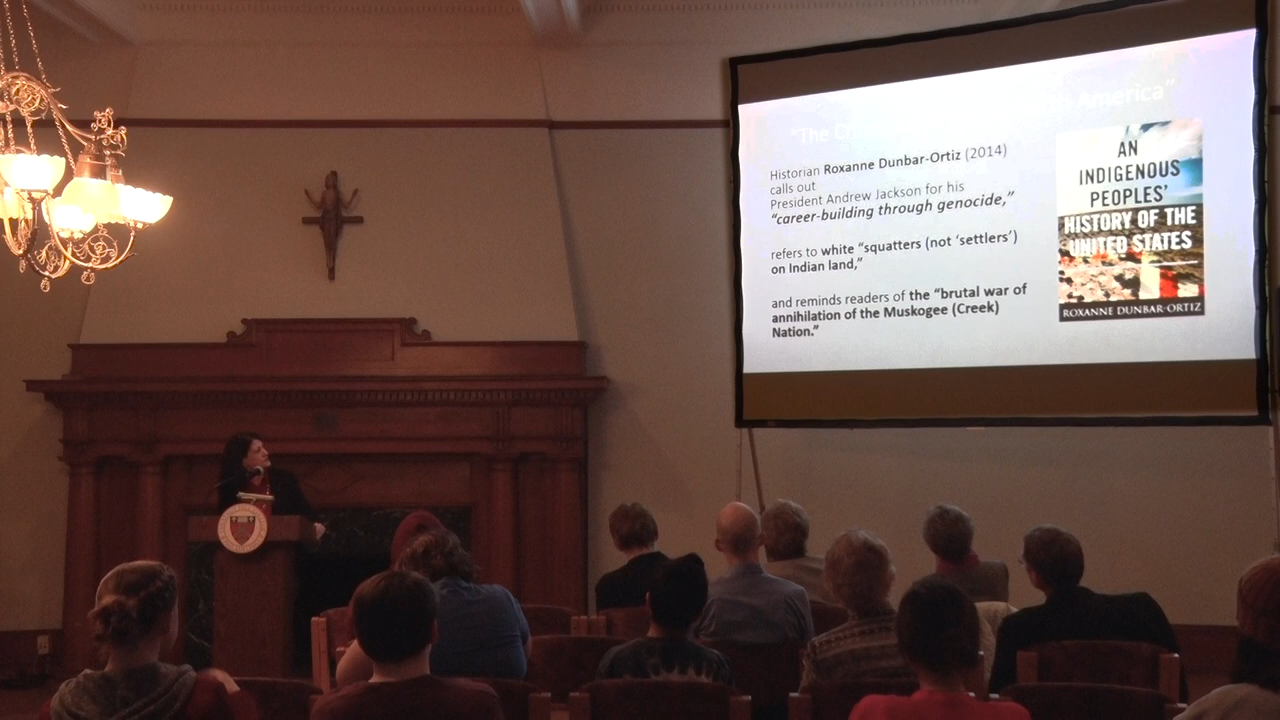 "The C America"
Historian Roxanne Dunbar-Ortiz (2014)
calls out
President Andrew Jackson for his
"career-building through genocide,"
refers to white "squatters (not 'settlers')
on Indian land,"
and reminds readers of the "brutal war of
annihilation of the Muskogee (Creek)
Nation."
AN
INDIGENOUS
PEOPLES'
HISTORY OF THE
UNITED STATES
ROXANNE DUNBAR-ORTIZ